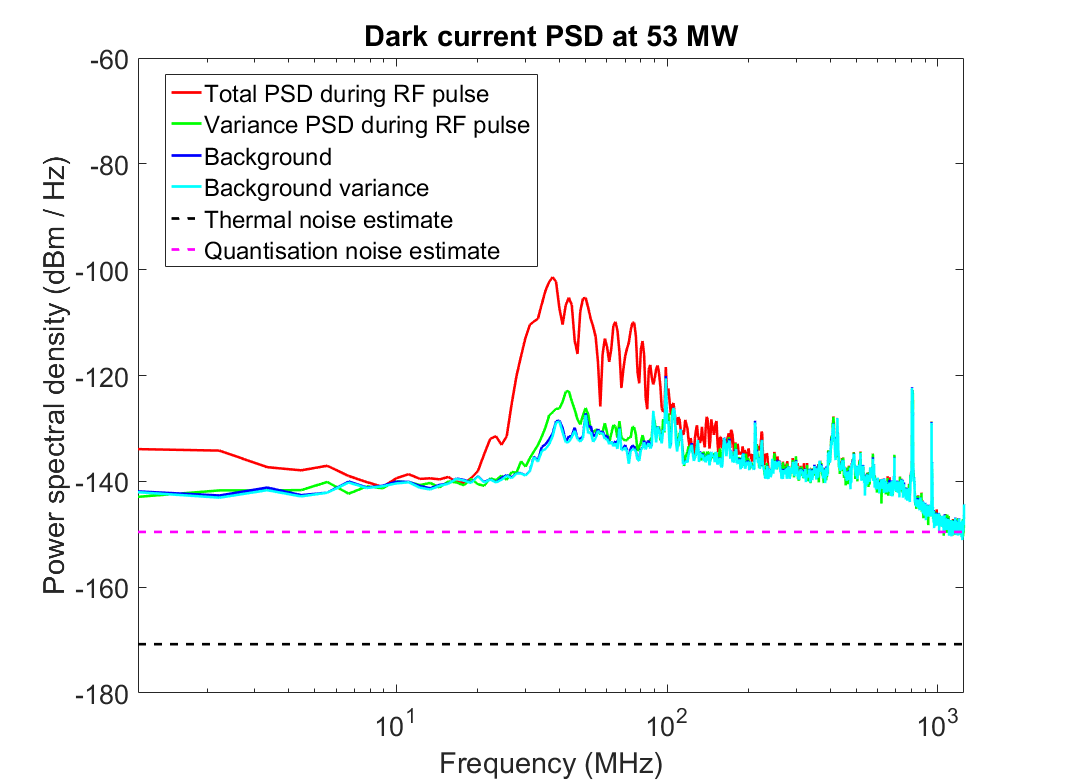 Dark current PSD at 53 MW
-60
-80
-100
-120
-140
-160
-180
Power spectral density (dBm / Hz)
Total PSD during RF pulse
Variance PSD during RF pulse
Background
Background variance
Thermal noise estimate
Quantisation noise estimate
10¹ 10² 10³
Frequency (MHz)